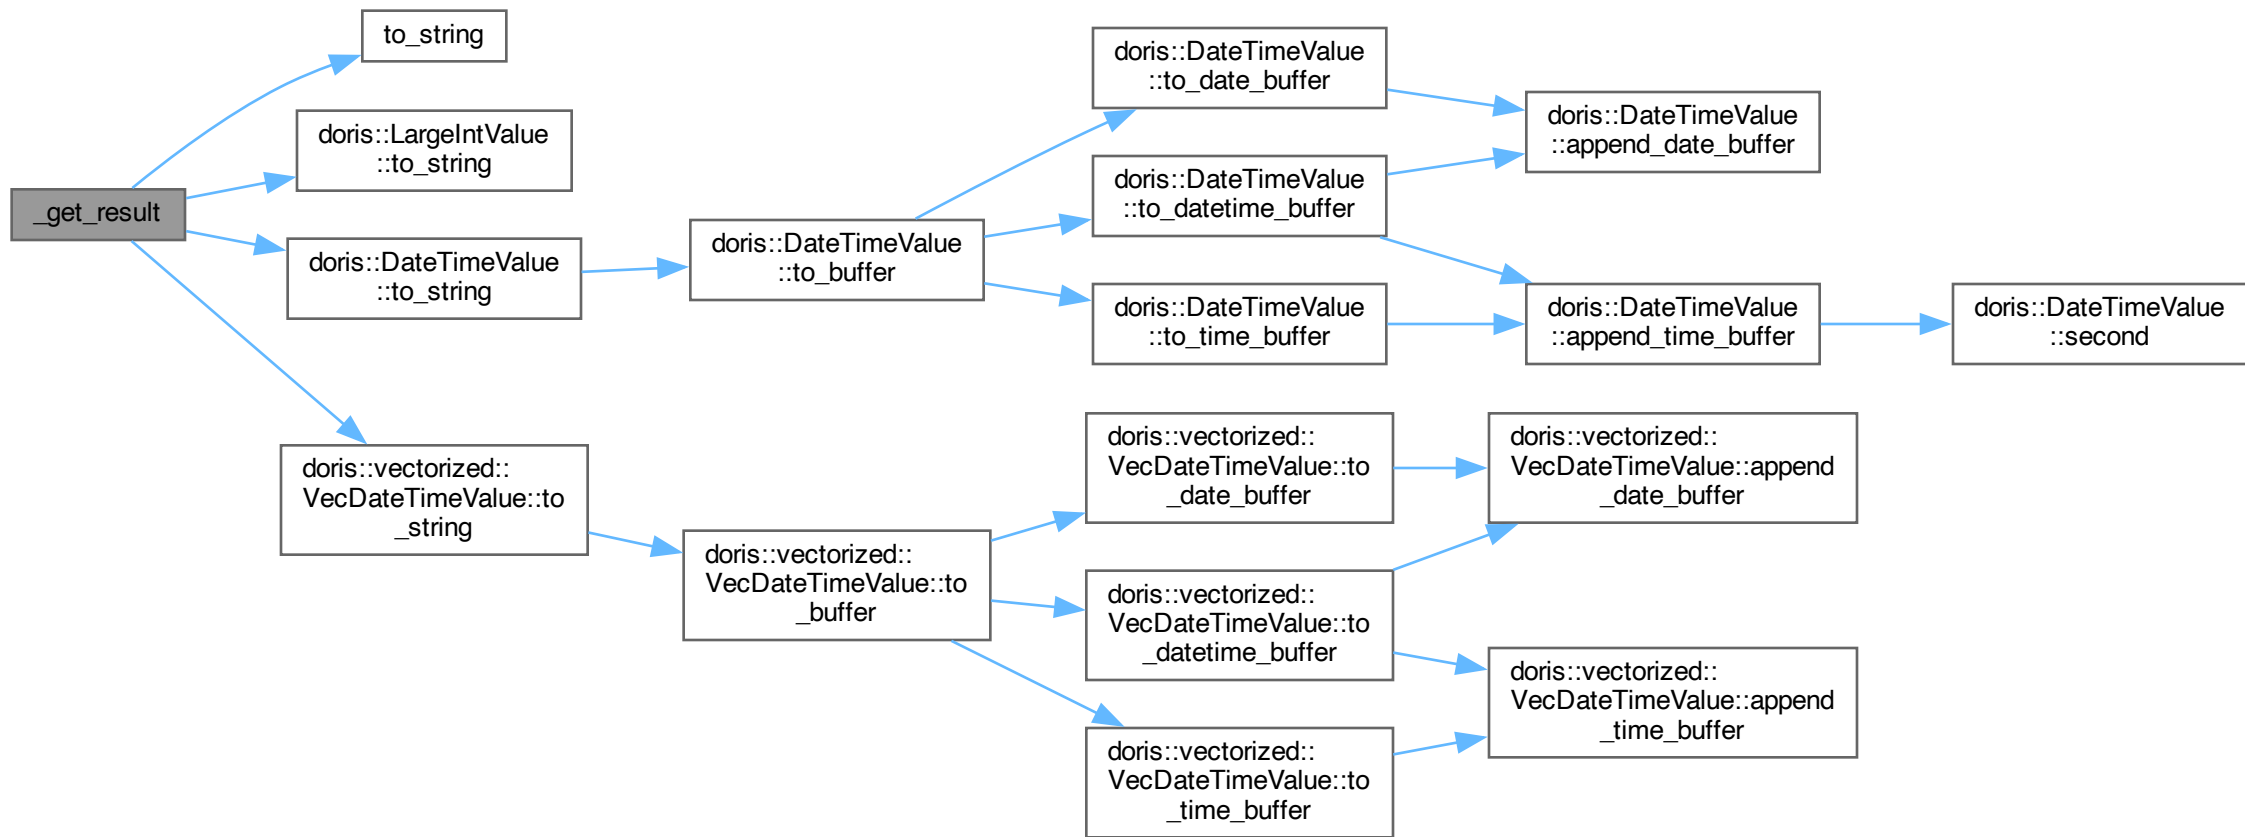 _get_result
to_string
doris::LargeIntValue
::to_string
doris::DateTimeValue
::to_string
doris::vectorized::
VecDateTimeValue::to
_string
doris::DateTimeValue
::to_buffer
doris::vectorized::
VecDateTimeValue::to
_buffer
doris::DateTimeValue
::to_date_buffer
doris::DateTimeValue
::to_datetime_buffer
doris::DateTimeValue
::to_time_buffer
doris::vectorized::
VecDateTimeValue::to
_date_buffer
doris::vectorized::
VecDateTimeValue::to
_datetime_buffer
doris::vectorized::
VecDateTimeValue::to
_time_buffer
doris::DateTimeValue
::append_date_buffer
doris::DateTimeValue
::append_time_buffer
doris::vectorized::
VecDateTimeValue::append
_date_buffer
doris::vectorized::
VecDateTimeValue::append
_time_buffer
doris::DateTimeValue
::second